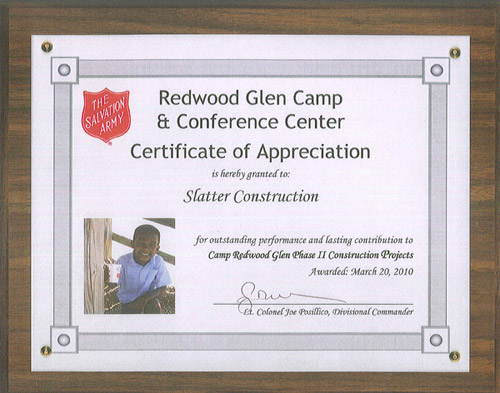 THE
SALVATION
ARMY
Redwood Glen Camp
& Conference Center
Certificate of Appreciation
is hereby granted to:
Slatter Construction
for outstanding performance and lasting contribution to
Camp Redwood Glen Phase II Construction Projects
Awarded: March 20, 2010
Lt. Colonel Joe Posillico, Divisional Commander